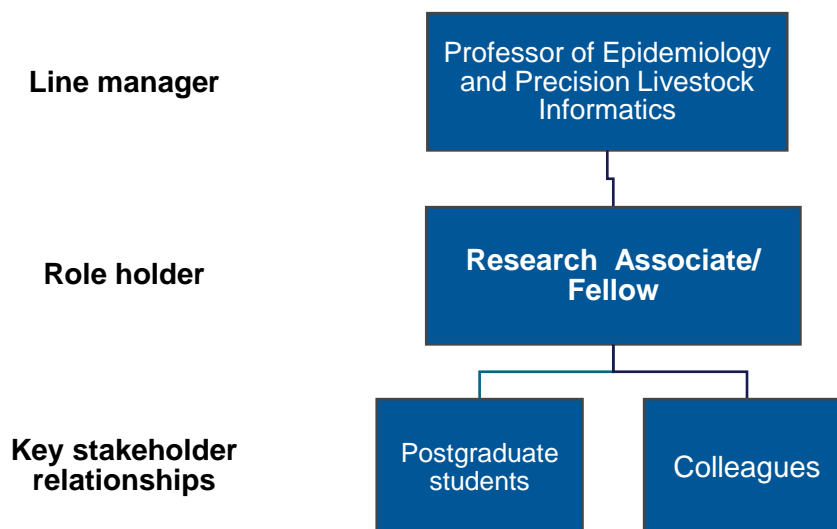 Line manager
Professor of Epidemiology
and Precision Livestock
Informatics
Role holder
Research Associate/
Fellow
Key stakeholder
relationships
Postgraduate
students
Colleagues